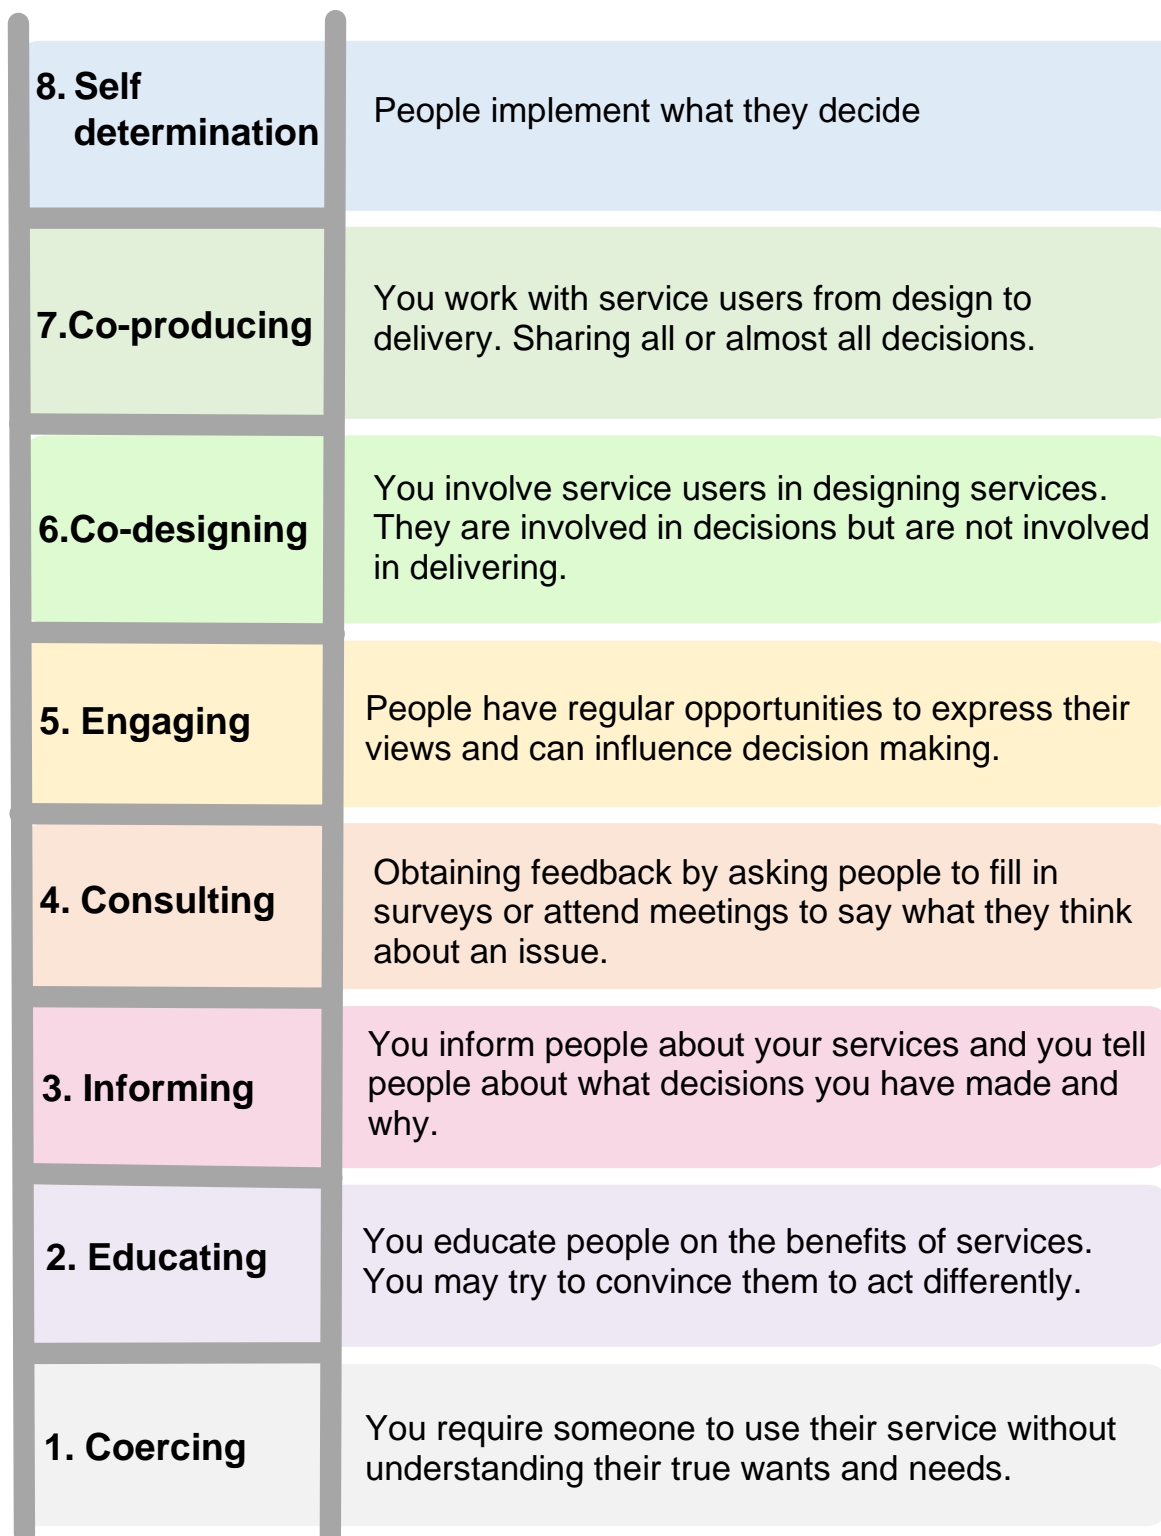 8. Self
determination
People implement what they decide
7.Co-producing
You work with service users from design to
delivery. Sharing all or almost all decisions.
6.Co-designing
You involve service users in designing services.
They are involved in decisions but are not involved
in delivering.
5. Engaging
People have regular opportunities to express their
views and can influence decision making.
4. Consulting
Obtaining feedback by asking people to fill in
surveys or attend meetings to say what they think
about an issue.
3. Informing
You inform people about your services and you tell
people about what decisions you have made and
why.
2. Educating
You educate people on the benefits of services.
You may try to convince them to act differently.
1. Coercing
You require someone to use their service without
understanding their true wants and needs.